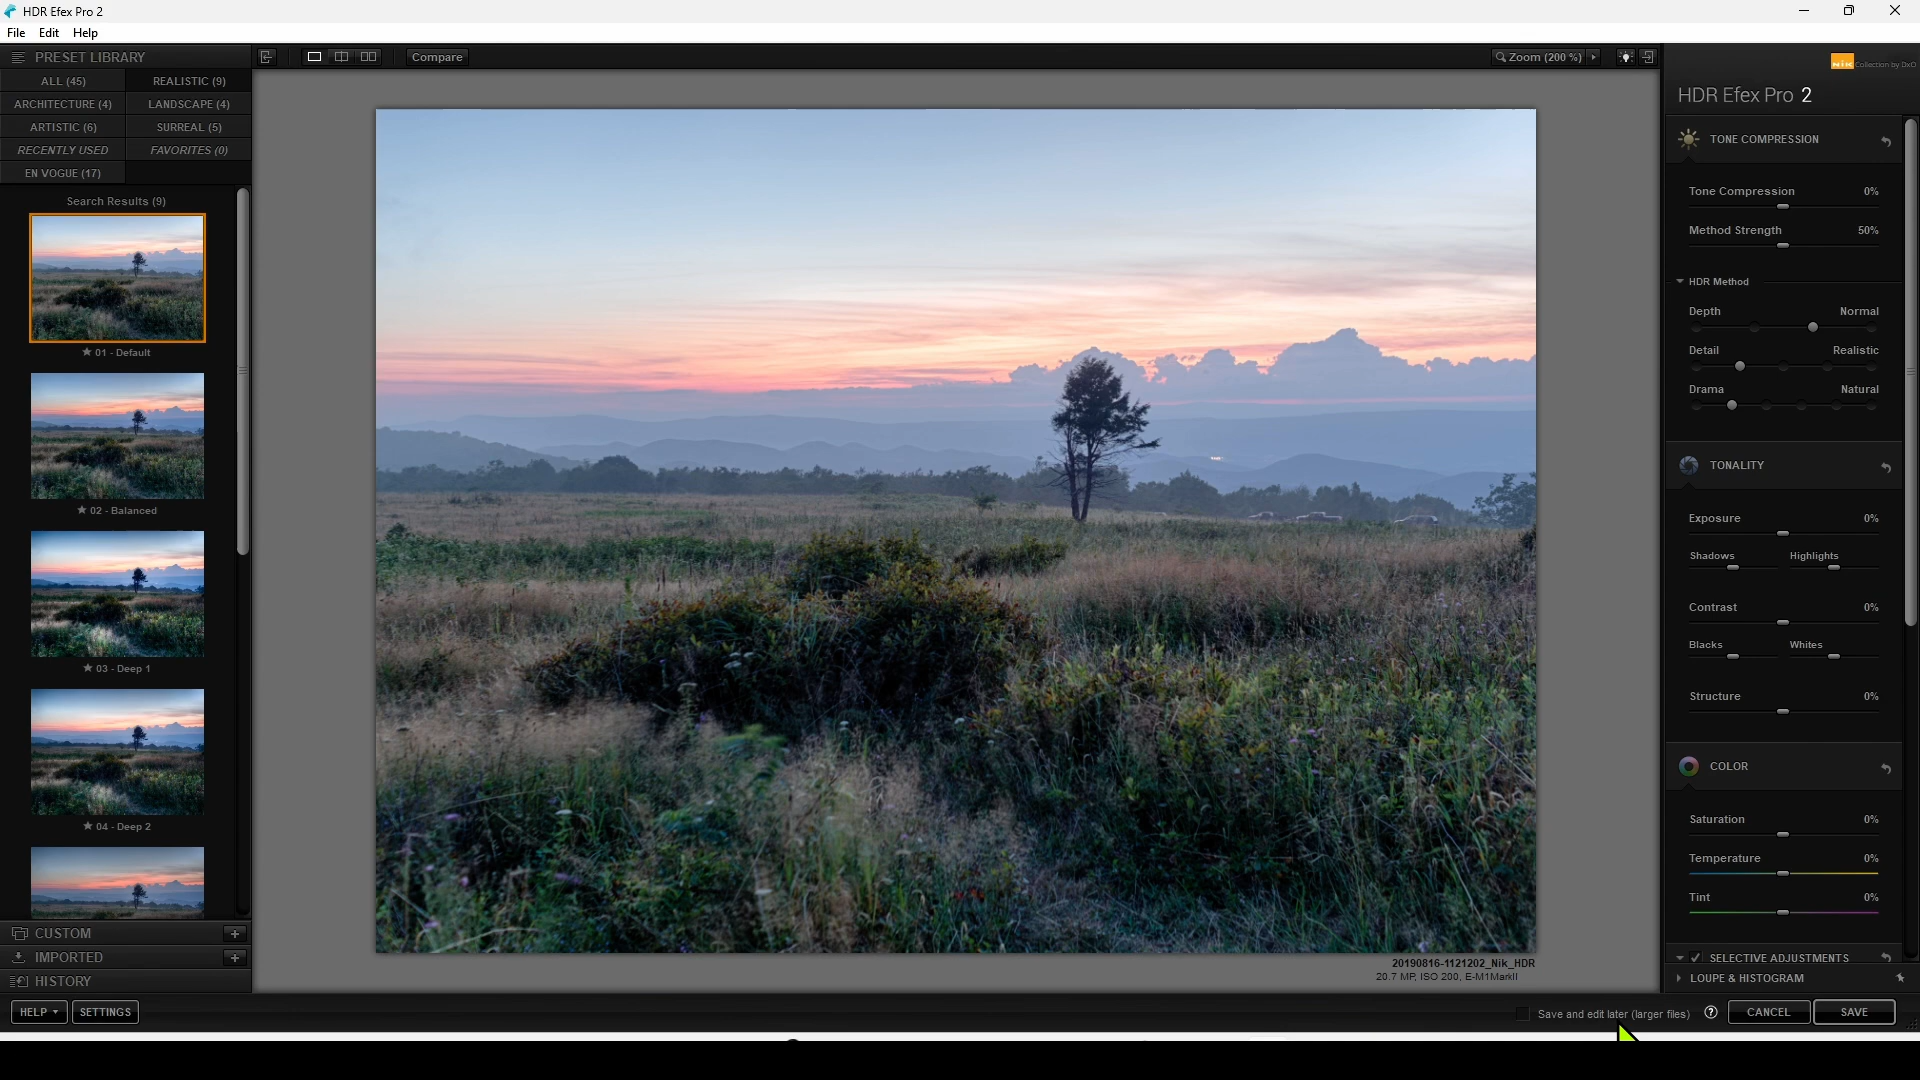 HDR Efex Pro 2
File Edit Help
PRESET LIBRARY
Compare
Zoom (200 %)
Nik Collection by DxO
HDR Efex Pro 2
ALL (45) REALISTIC (9)
ARCHITECTURE (4) LANDSCAPE (4)
ARTISTIC (6) SURREAL (5)
RECENTLY USED FAVORITES (0)
EN VOGUE (17)
Search Results (9)
★ 01 - Default
★ 02 - Balanced
★ 03 - Deep 1
★ 04 - Deep 2
CUSTOM
IMPORTED
HISTORY
HELP SETTINGS
20190816-1121202_Nik_HDR
20.7 MP, ISO 200, E-M1MarkII
TONE COMPRESSION
Tone Compression 0%
Method Strength 50%
HDR Method
Depth Normal
Detail Realistic
Drama Natural
TONALITY
Exposure 0%
Shadows Highlights
Contrast 0%
Blacks Whites
Structure 0%
COLOR
Saturation 0%
Temperature 0%
Tint 0%
SELECTIVE ADJUSTMENTS
LOUPE & HISTOGRAM
Save and edit later (larger files) ? CANCEL SAVE